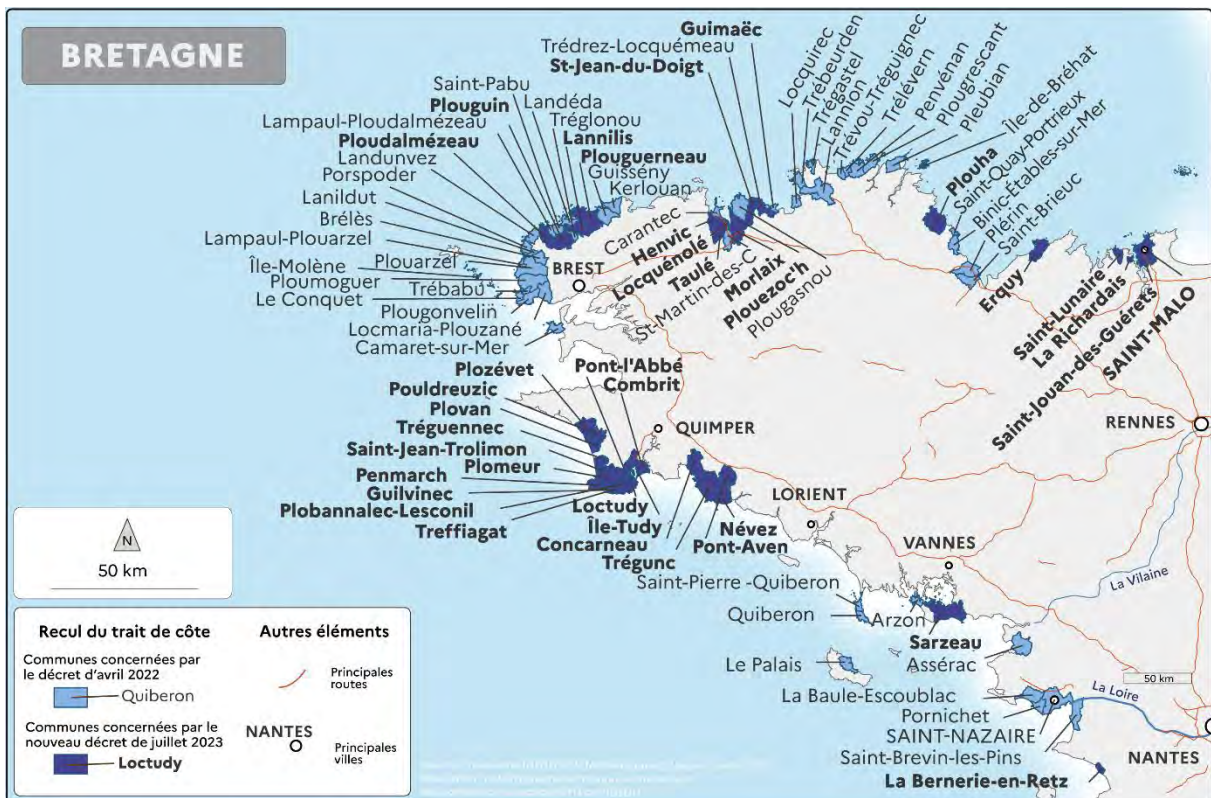 BRETAGNE
Guimaëc
Trédrez-Locquémeau
St-Jean-du-Doigt
Saint-Pabu
Plouguin
Landéda
Lampaul-Ploudalmézeau
Tréglonou
Ploudalmézeau
Lannilis
Landunvez
Plouguerneau
Porspoder
Guissény
Lanildut
Kerlouan
Brélès
Lampaul-Plouarzel
Plouarzel
Île-Molène
Ploumoguer
Trébabu
Le Conquet
Plougonvelin
Locmaria-Plouzané
Camaret-sur-Mer
BREST
Locquirec
Trébeurden
Trégastel
Lannion
Trévou-Tréguignec
Trélévern
Penvénan
Plougrescant
Pleubian
Île-de-Bréhat
Plouha
Saint-Quay-Portrieux
Binic-Étables-sur-Mer
Plérin
Saint-Brieuc
Carantec
Henvic
Locquénolé
Taulé
St-Martin-des-C
Morlaix
Plouezoc'h
Plougasnou
Erquy
Saint-Lunaire
La Richardais
Saint-Jouan-des-Guérets
SAINT-MALO
RENNES
Plozévet
Pont-l'Abbé
Pouldreuzic
Combrit
Plovan
Tréguennec
QUIMPER
Saint-Jean-Trolimon
Plomeur
Penmarch
Guilvinec
Plobannalec-Lesconil
Treffiagat
Loctudy
Île-Tudy
Concarneau
Trégunc
Névez
Pont-Aven
LORIENT
VANNES
La Vilaine
Saint-Pierre -Quiberon
Quiberon
Arzon
Sarzeau
Le Palais
Assérac
La Baule-Escoublac
Pornichet
SAINT-NAZAIRE
Saint-Brevin-les-Pins
La Bernerie-en-Retz
50 km
La Loire
NANTES
N
50 km
Recul du trait de côte
Communes concernées par
le décret d'avril 2022
Quiberon
Communes concernées par le
nouveau décret de juillet 2023
Loctudy
Autres éléments
Principales
routes
NANTES
Principales
villes